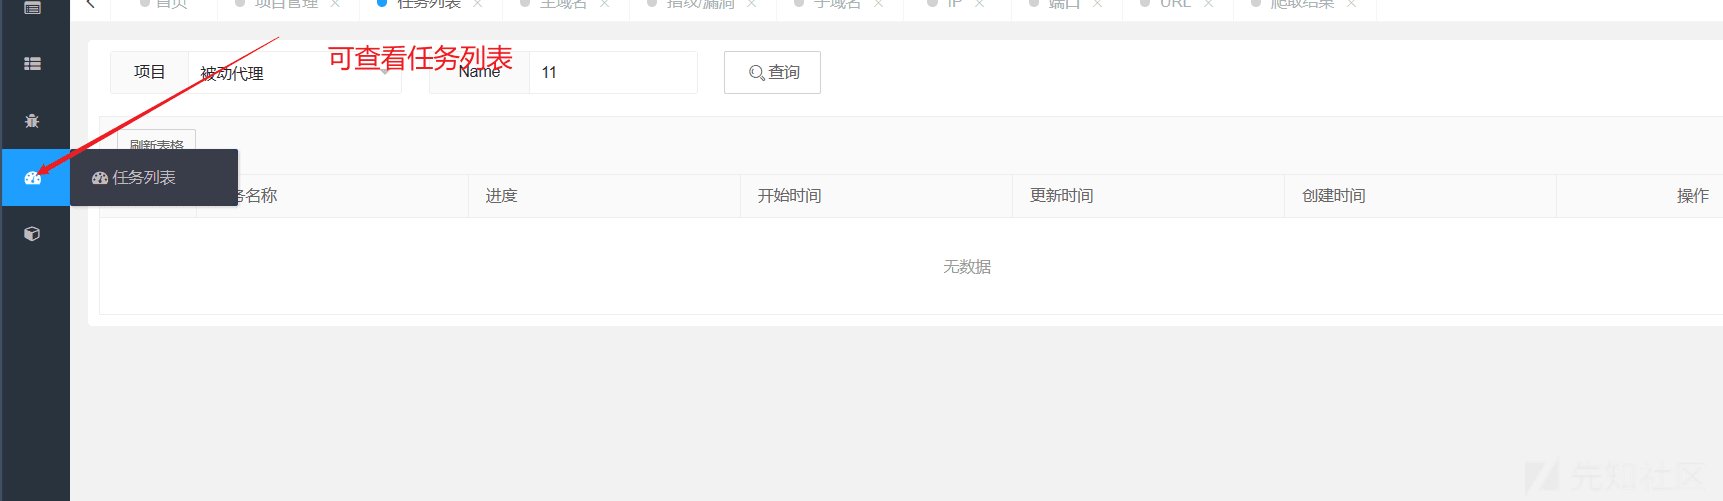 首页 项目管理 任务列表 主域名 指纹/漏洞 子域名 IP 端口 URL 爬取结果
可查看任务列表
项目 被动代理 Name 11 查询
刷新表格
任务列表
务名称 进度 开始时间 更新时间 创建时间 操作
无数据
先知社区